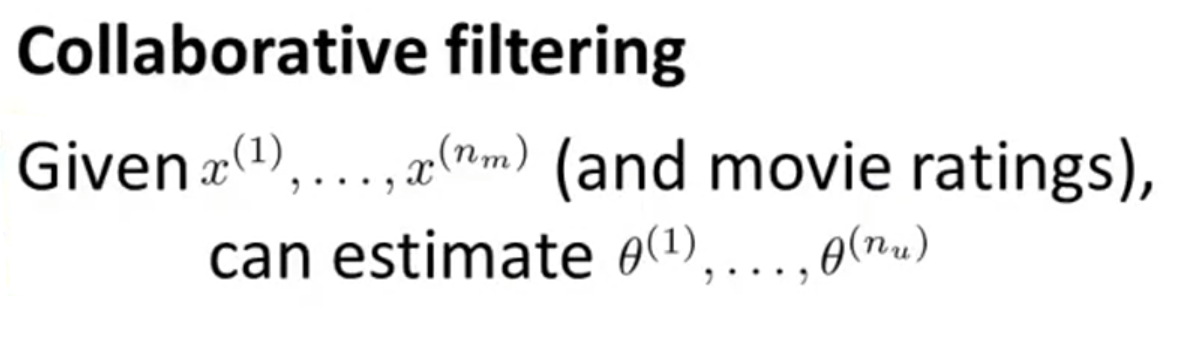 Collaborative filtering
Given x^(1), . . . , x^(n_m) (and movie ratings),
can estimate θ^(1), . . . , θ^(n_u)